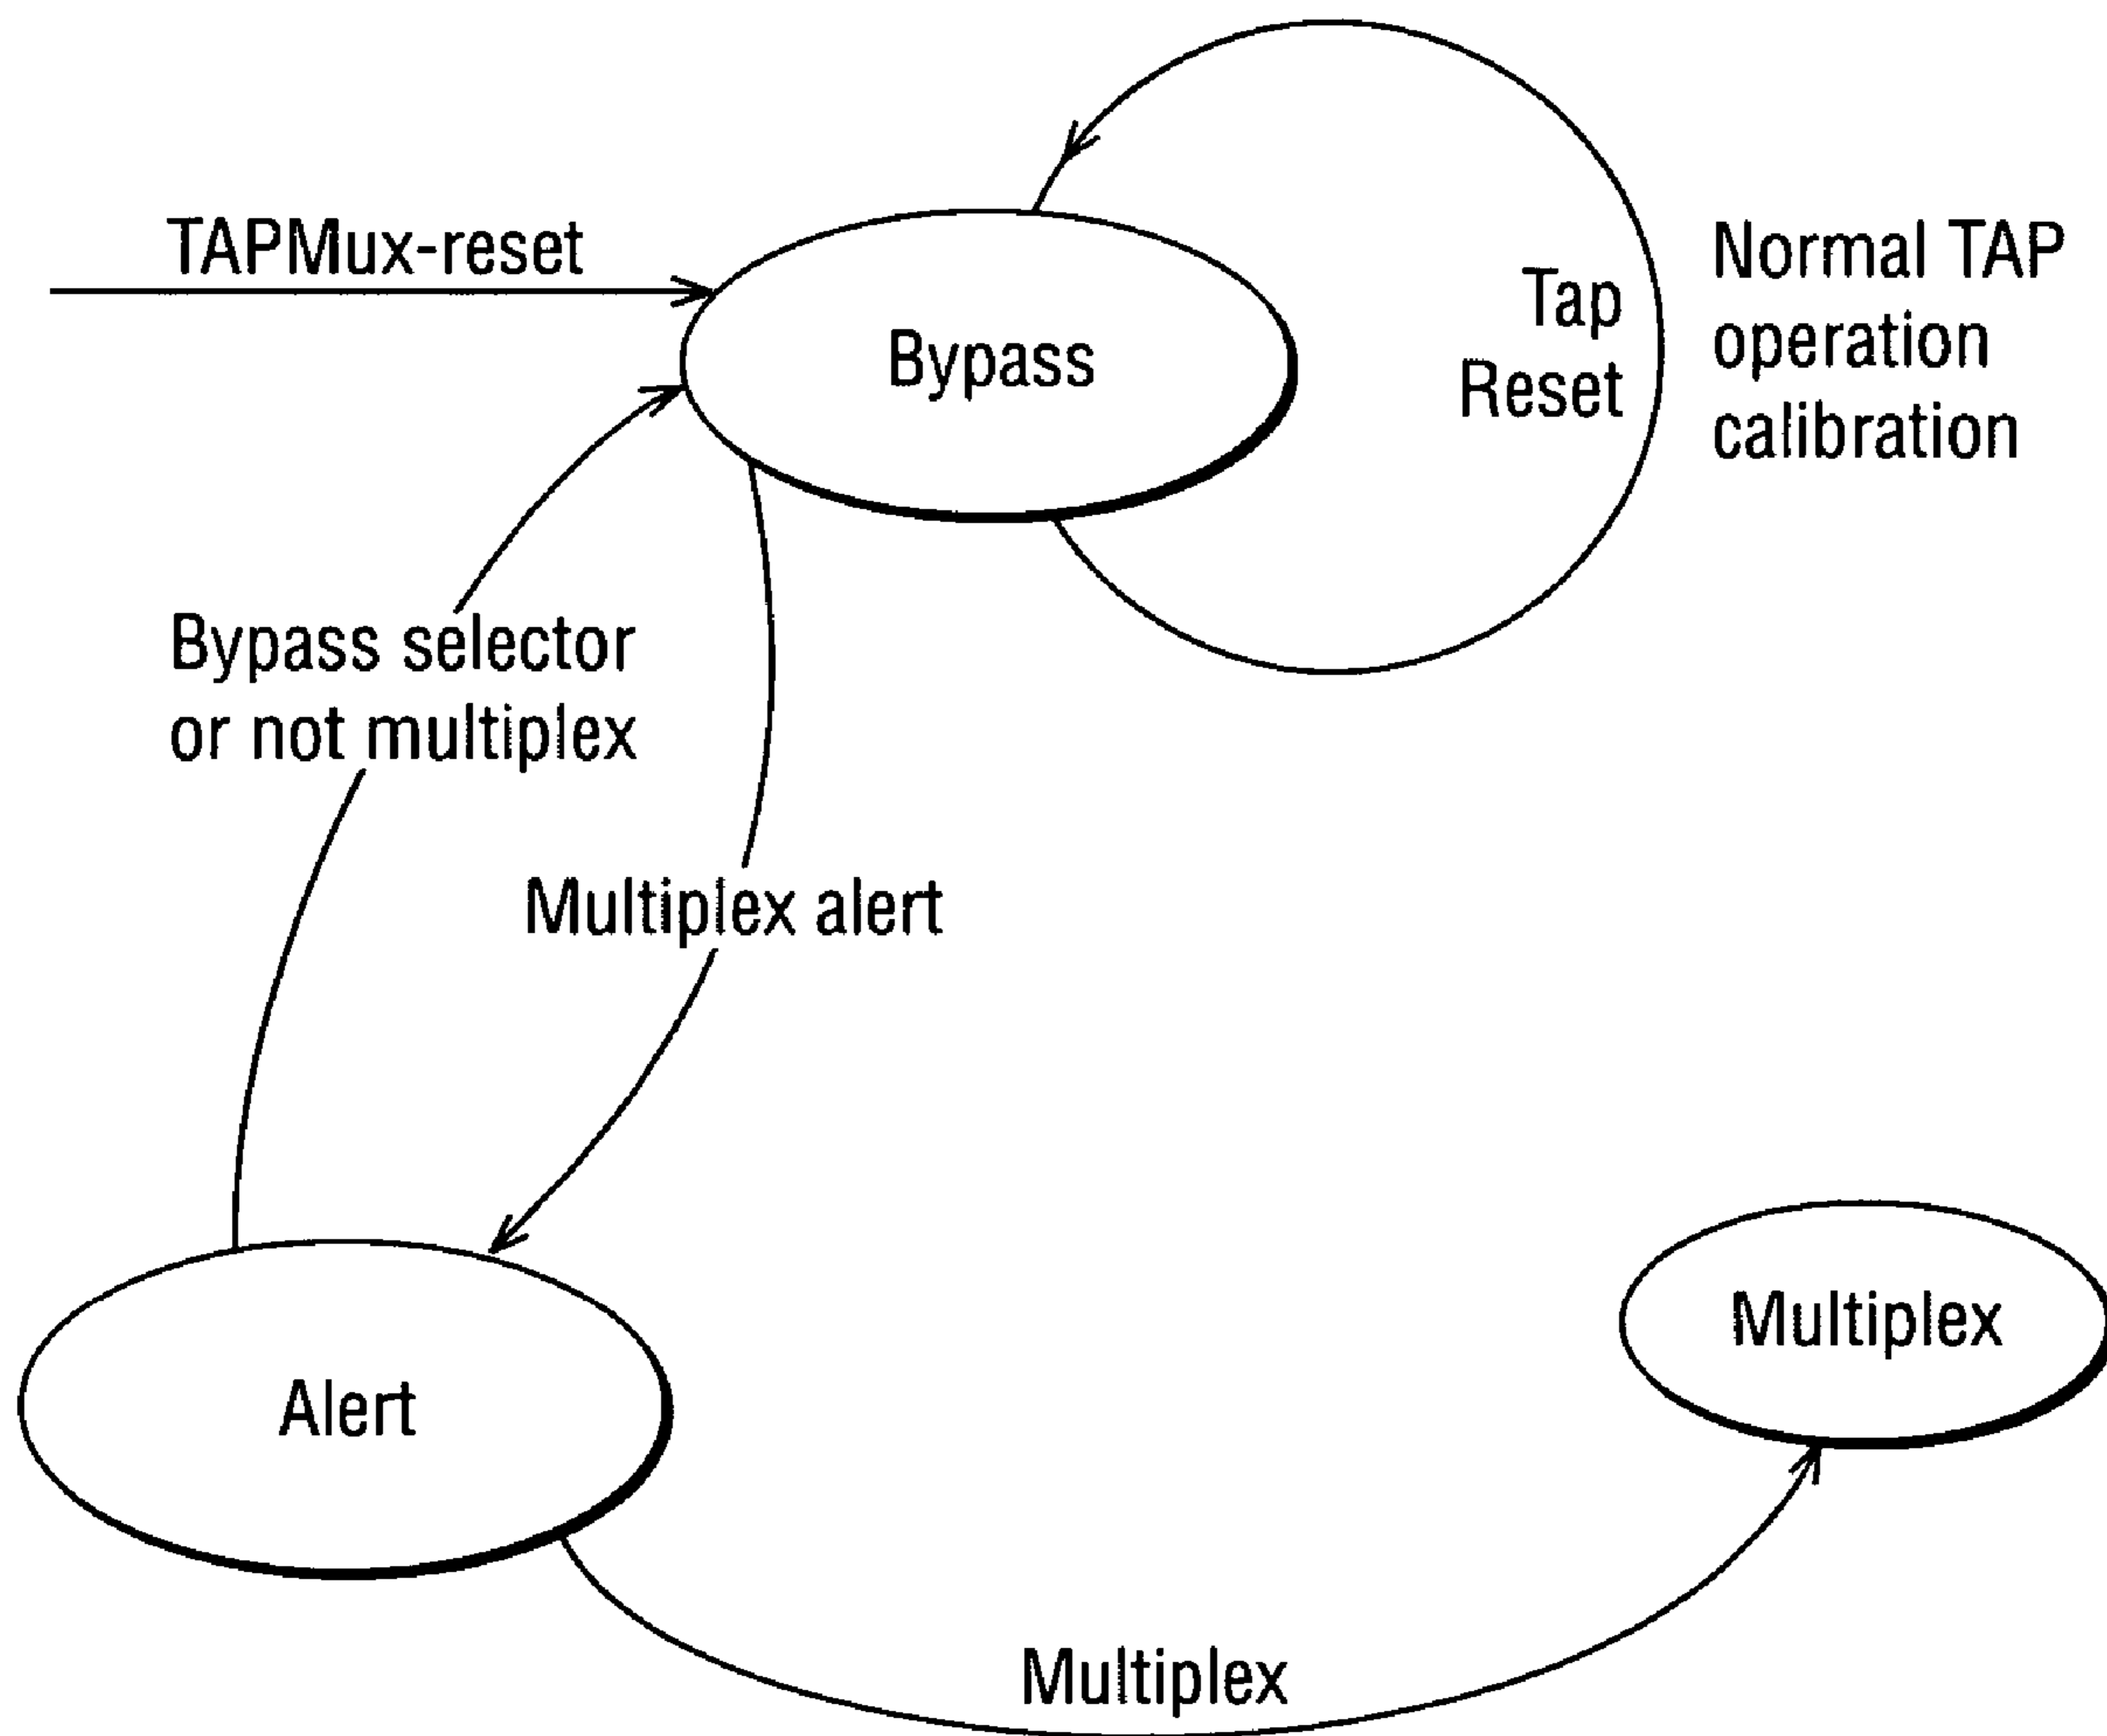 TAPMux-reset
Bypass
Tap
Reset
Normal TAP
operation
calibration
Bypass selector
or not multiplex
Multiplex alert
Alert
Multiplex
Multiplex